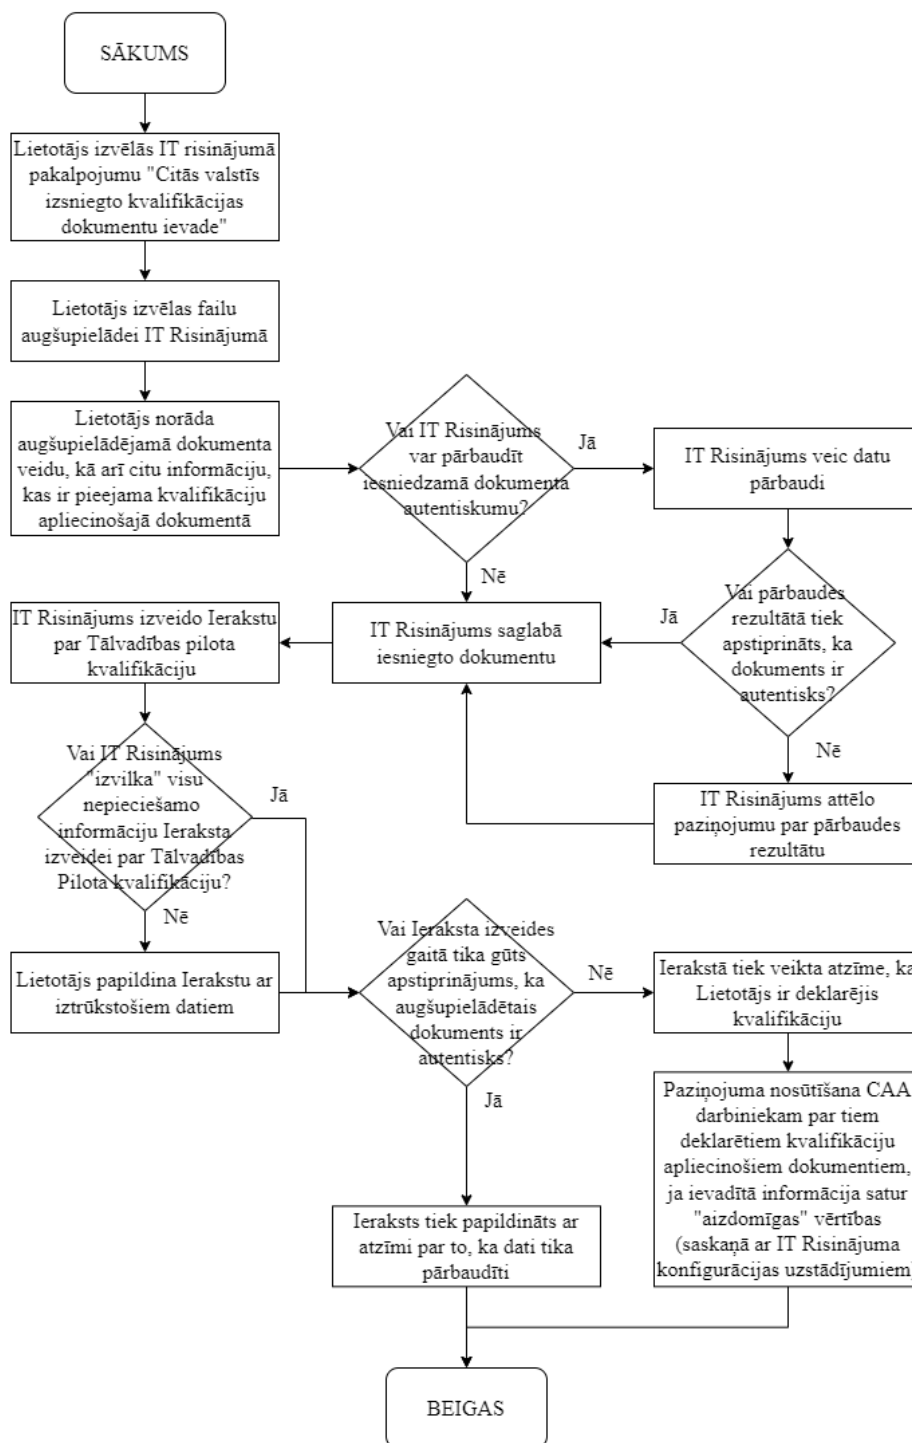 SĀKUMS
Lietotājs izvēlās IT risinājumā
pakalpojumu "Citās valstīs
izsniegto kvalifikācijas
dokumentu ievade"
Lietotājs izvēlas failu
augšupielādei IT Risinājumā
Lietotājs norāda
augšupielādējamā dokumenta
veidu, kā arī citu informāciju,
kas ir pieejama kvalifikāciju
apliecinošajā dokumentā
Vai IT Risinājums
var pārbaudīt
iesniedzamā dokumenta
autentiskumu?
Jā
Nē
IT Risinājums veic datu
pārbaudi
Vai pārbaudes
rezultātā tiek
apstiprināts, ka
dokuments ir
autentisks?
Jā
Nē
IT Risinājums attēlo
paziņojumu par pārbaudes
rezultātu
IT Risinājums saglabā
iesniegto dokumentu
IT Risinājums izveido Ierakstu
par Tālvadības pilota
kvalifikāciju
Vai IT Risinājums
"izvilka" visu
nepieciešamo
informāciju Ieraksta
izveidei par Tālvadības
Pilota kvalifikāciju?
Jā
Nē
Lietotājs papildina Ierakstu ar
iztrūkstošiem datiem
Vai Ieraksta izveides
gaitā tika gūts
apstiprinājums, ka
augšupielādētais
dokuments ir
autentisks?
Nē
Jā
Ierakstā tiek veikta atzīme, ka
Lietotājs ir deklarējis
kvalifikāciju
Paziņojuma nosūtīšana CAA
darbiniekam par tiem
deklarētiem kvalifikāciju
apliecinošiem dokumentiem,
ja ievadītā informācija satur
"aizdomīgas" vērtības
(saskaņā ar IT Risinājuma
konfigurācijas uzstādījumiem)
Ieraksts tiek papildināts ar
atzīmi par to, ka dati tika
pārbaudīti
BEIGAS